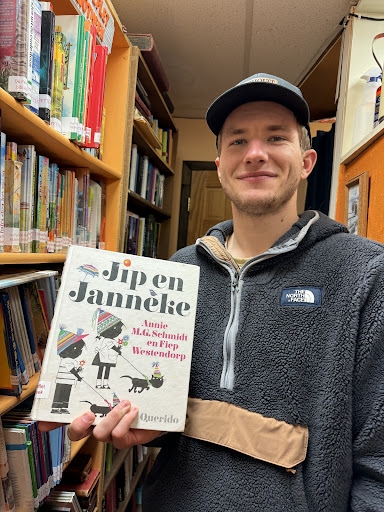 Jip en
Janneke
Annie
M.G. Schmidt
en Fiep
Westendorp
Querido
THE
NORTH
FACE